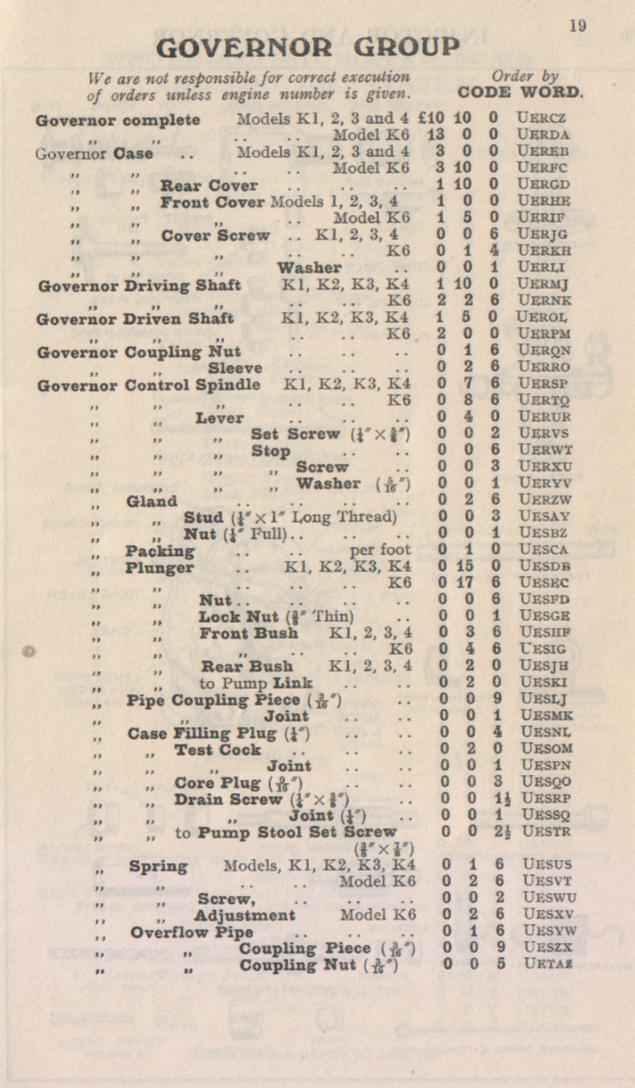 19
GOVERNOR GROUP
We are not responsible for correct execution Order by
of orders unless engine number is given. CODE WORD.
Governor complete Models K1, 2, 3 and 4 £10 10 0 UERCZ
„ „ .. .. Model K6 13 0 0 UERDA
Governor Case .. Models K1, 2, 3 and 4 3 0 0 UEREB
„ „ .. .. Model K6 3 10 0 UERFC
„ „ Rear Cover .. .. .. 1 10 0 UERGD
„ „ Front Cover Models 1, 2, 3, 4 1 0 0 UERHE
„ „ „ .. Model K6 1 5 0 UERIF
„ „ Cover Screw .. K1, 2, 3, 4 0 0 6 UERJG
„ „ „ „ K6 0 1 4 UERKH
„ „ „ Washer .. 0 0 1 UERLI
Governor Driving Shaft K1, K2, K3, K4 1 10 0 UERMJ
„ „ „ .. .. K6 2 2 6 UERNK
Governor Driven Shaft K1, K2, K3, K4 1 5 0 UEROL
„ „ „ .. .. K6 2 0 0 UERPM
Governor Coupling Nut .. .. .. 0 1 6 UERQN
„ „ Sleeve .. .. .. 0 2 6 UERRO
Governor Control Spindle K1, K2, K3, K4 0 7 6 UERSP
„ „ „ .. .. K6 0 8 6 UERTQ
„ „ Lever .. .. .. 0 4 0 UERUR
„ „ „ Set Screw (¼″×⅝″) 0 0 2 UERVS
„ „ „ Stop .. .. 0 0 6 UERWT
„ „ „ „ Screw .. 0 0 3 UERXU
„ „ „ „ Washer (5/16″) 0 0 1 UERYV
„ Gland .. .. .. .. 0 2 6 UERZW
„ „ Stud (¼″×1″ Long Thread) 0 0 3 UESAY
„ „ Nut (¼″ Full).. .. .. 0 0 1 UESBZ
„ Packing .. .. per foot 0 1 0 UESCA
„ Plunger .. K1, K2, K3, K4 0 15 0 UESDB
„ „ .. .. .. K6 0 17 6 UESEC
„ „ Nut.. .. .. .. 0 0 6 UESFD
„ „ Lock Nut (⅜″ Thin) .. 0 0 1 UESGE
„ „ Front Bush K1, 2, 3, 4 0 3 6 UESHF
„ „ „ .. K6 0 4 6 UESIG
„ „ Rear Bush K1, 2, 3, 4 0 2 0 UESJH
„ „ to Pump Link .. .. 0 2 0 UESKI
„ Pipe Coupling Piece (5/16″) .. 0 0 9 UESLJ
„ „ Joint .. .. 0 0 1 UESMK
„ Case Filling Plug (¼″) .. .. 0 0 4 UESNL
„ „ Test Cock .. .. .. 0 2 0 UESOM
„ „ „ Joint .. .. 0 0 1 UESPN
„ „ Core Plug (5/16″) .. .. 0 0 3 UESQO
„ „ Drain Screw (¼″×⅜″) .. 0 0 1½ UESRP
„ „ „ Joint (¼″) .. 0 0 1 UESSQ
„ „ to Pump Stool Set Screw 0 0 2½ UESTR
(⅜″×⅞″)
„ Spring Models, K1, K2, K3, K4 0 1 6 UESUS
„ „ .. .. Model K6 0 2 6 UESVT
„ „ Screw, .. .. .. 0 0 2 UESWU
„ „ Adjustment Model K6 0 2 6 UESXV
„ Overflow Pipe .. .. .. 0 1 6 UESYW
„ „ Coupling Piece (5/16″) 0 0 9 UESZX
„ „ Coupling Nut (5/16″) 0 0 5 UETAZ